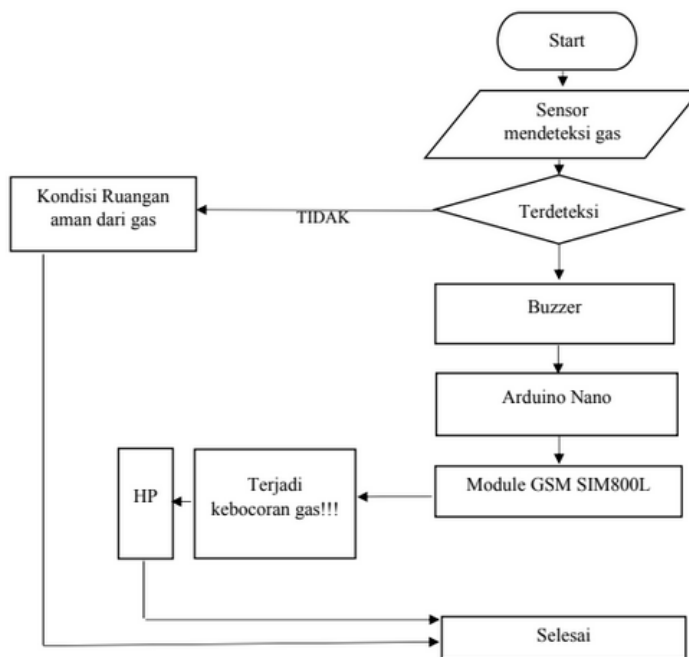 Start
Sensor
mendeteksi gas
Terdeteksi
TIDAK
Kondisi Ruangan
aman dari gas
Buzzer
Arduino Nano
Module GSM SIM800L
Terjadi
kebocoran gas!!!
HP
Selesai